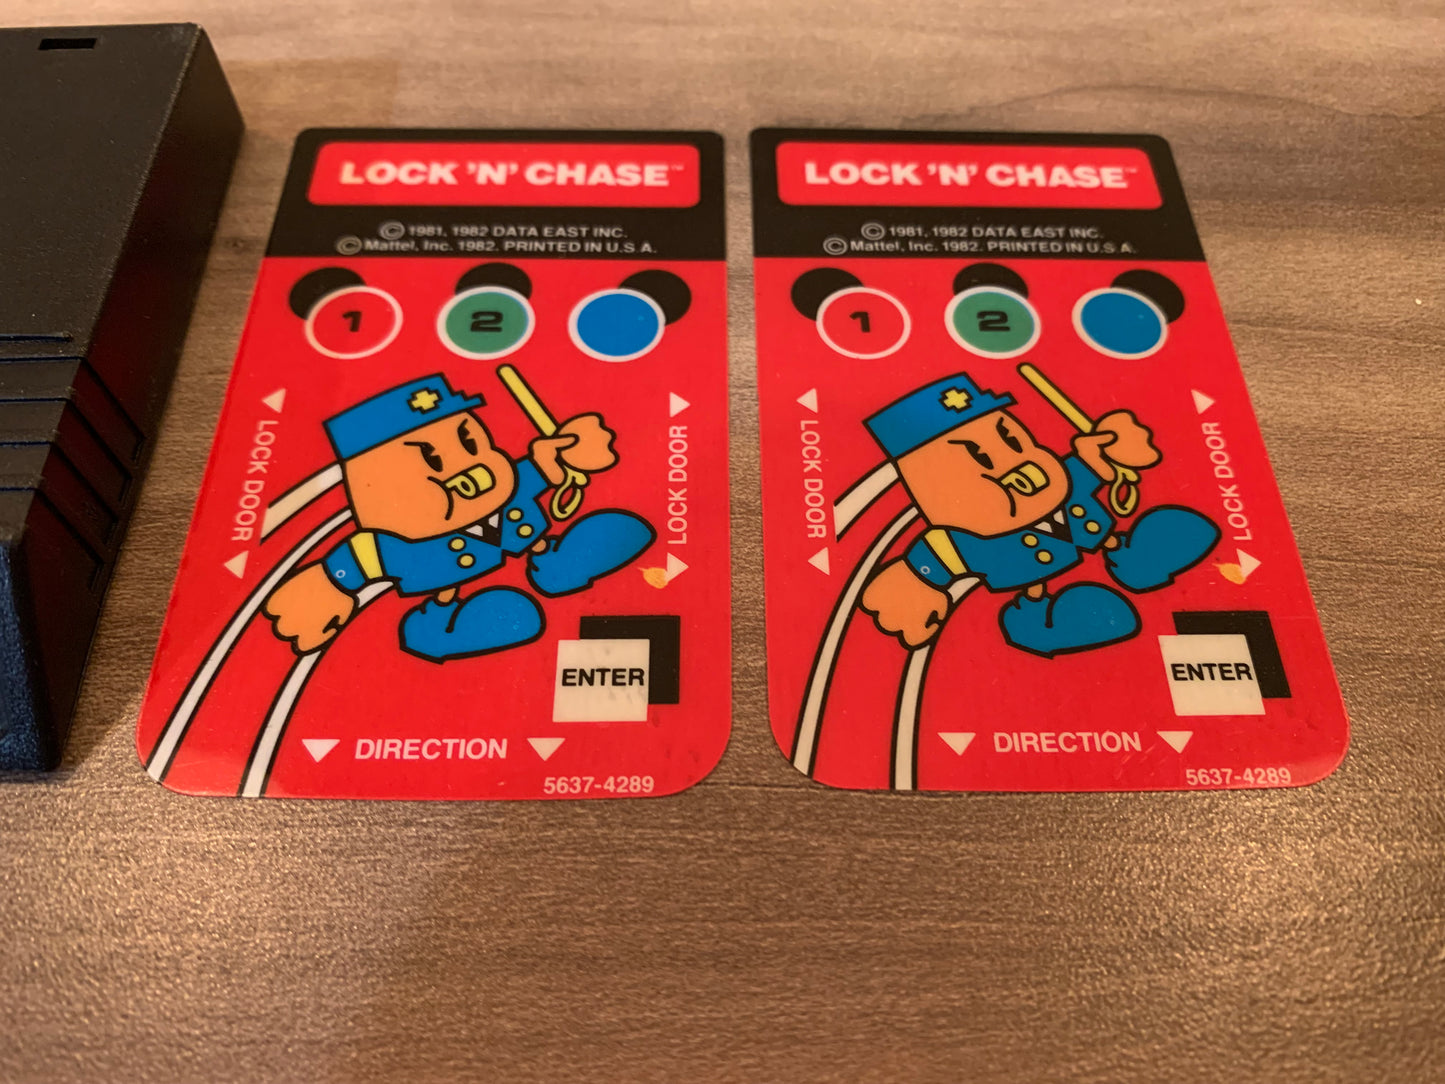 LOCK 'N' CHASE™
© 1981, 1982 DATA EAST INC.
© Mattel, Inc. 1982. PRINTED IN U.S.A.
1 2
LOCK DOOR
LOCK DOOR
ENTER
DIRECTION
5637-4289
LOCK 'N' CHASE™
© 1981, 1982 DATA EAST INC.
© Mattel, Inc. 1982. PRINTED IN U.S.A.
1 2
LOCK DOOR
LOCK DOOR
ENTER
DIRECTION
5637-4289